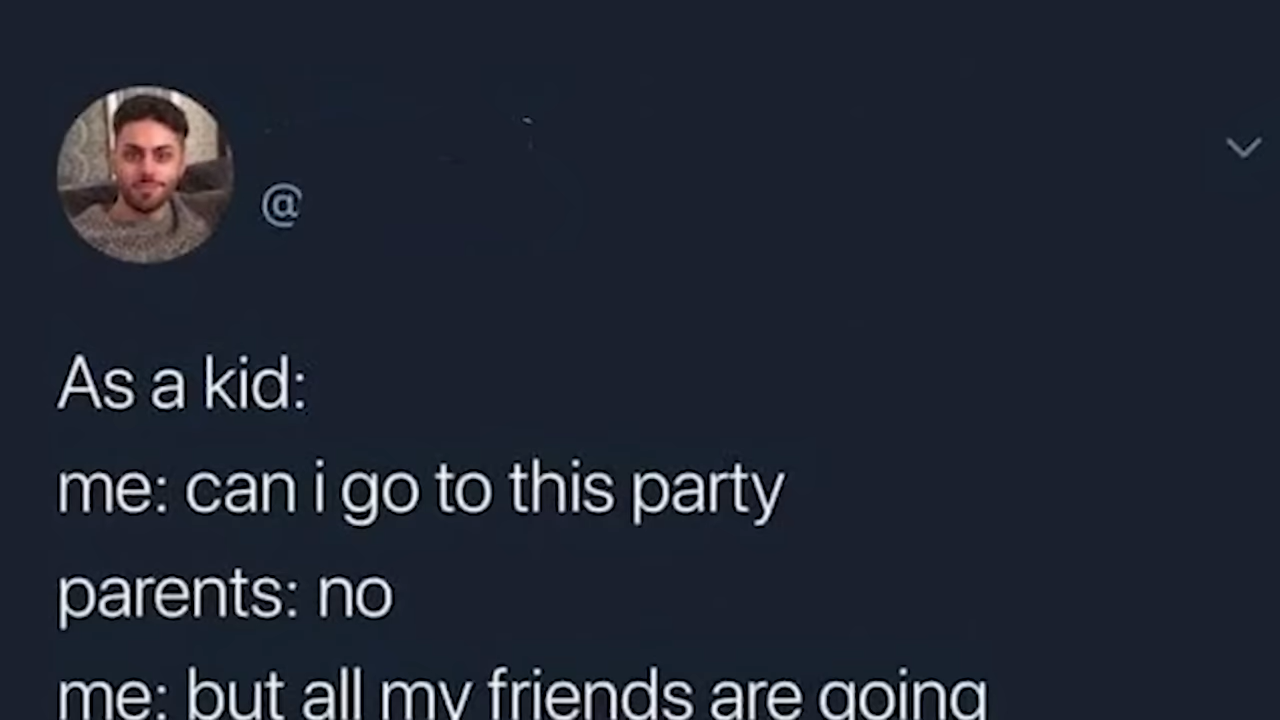 @
As a kid:
me: can i go to this party
parents: no
me: but all my friends are going